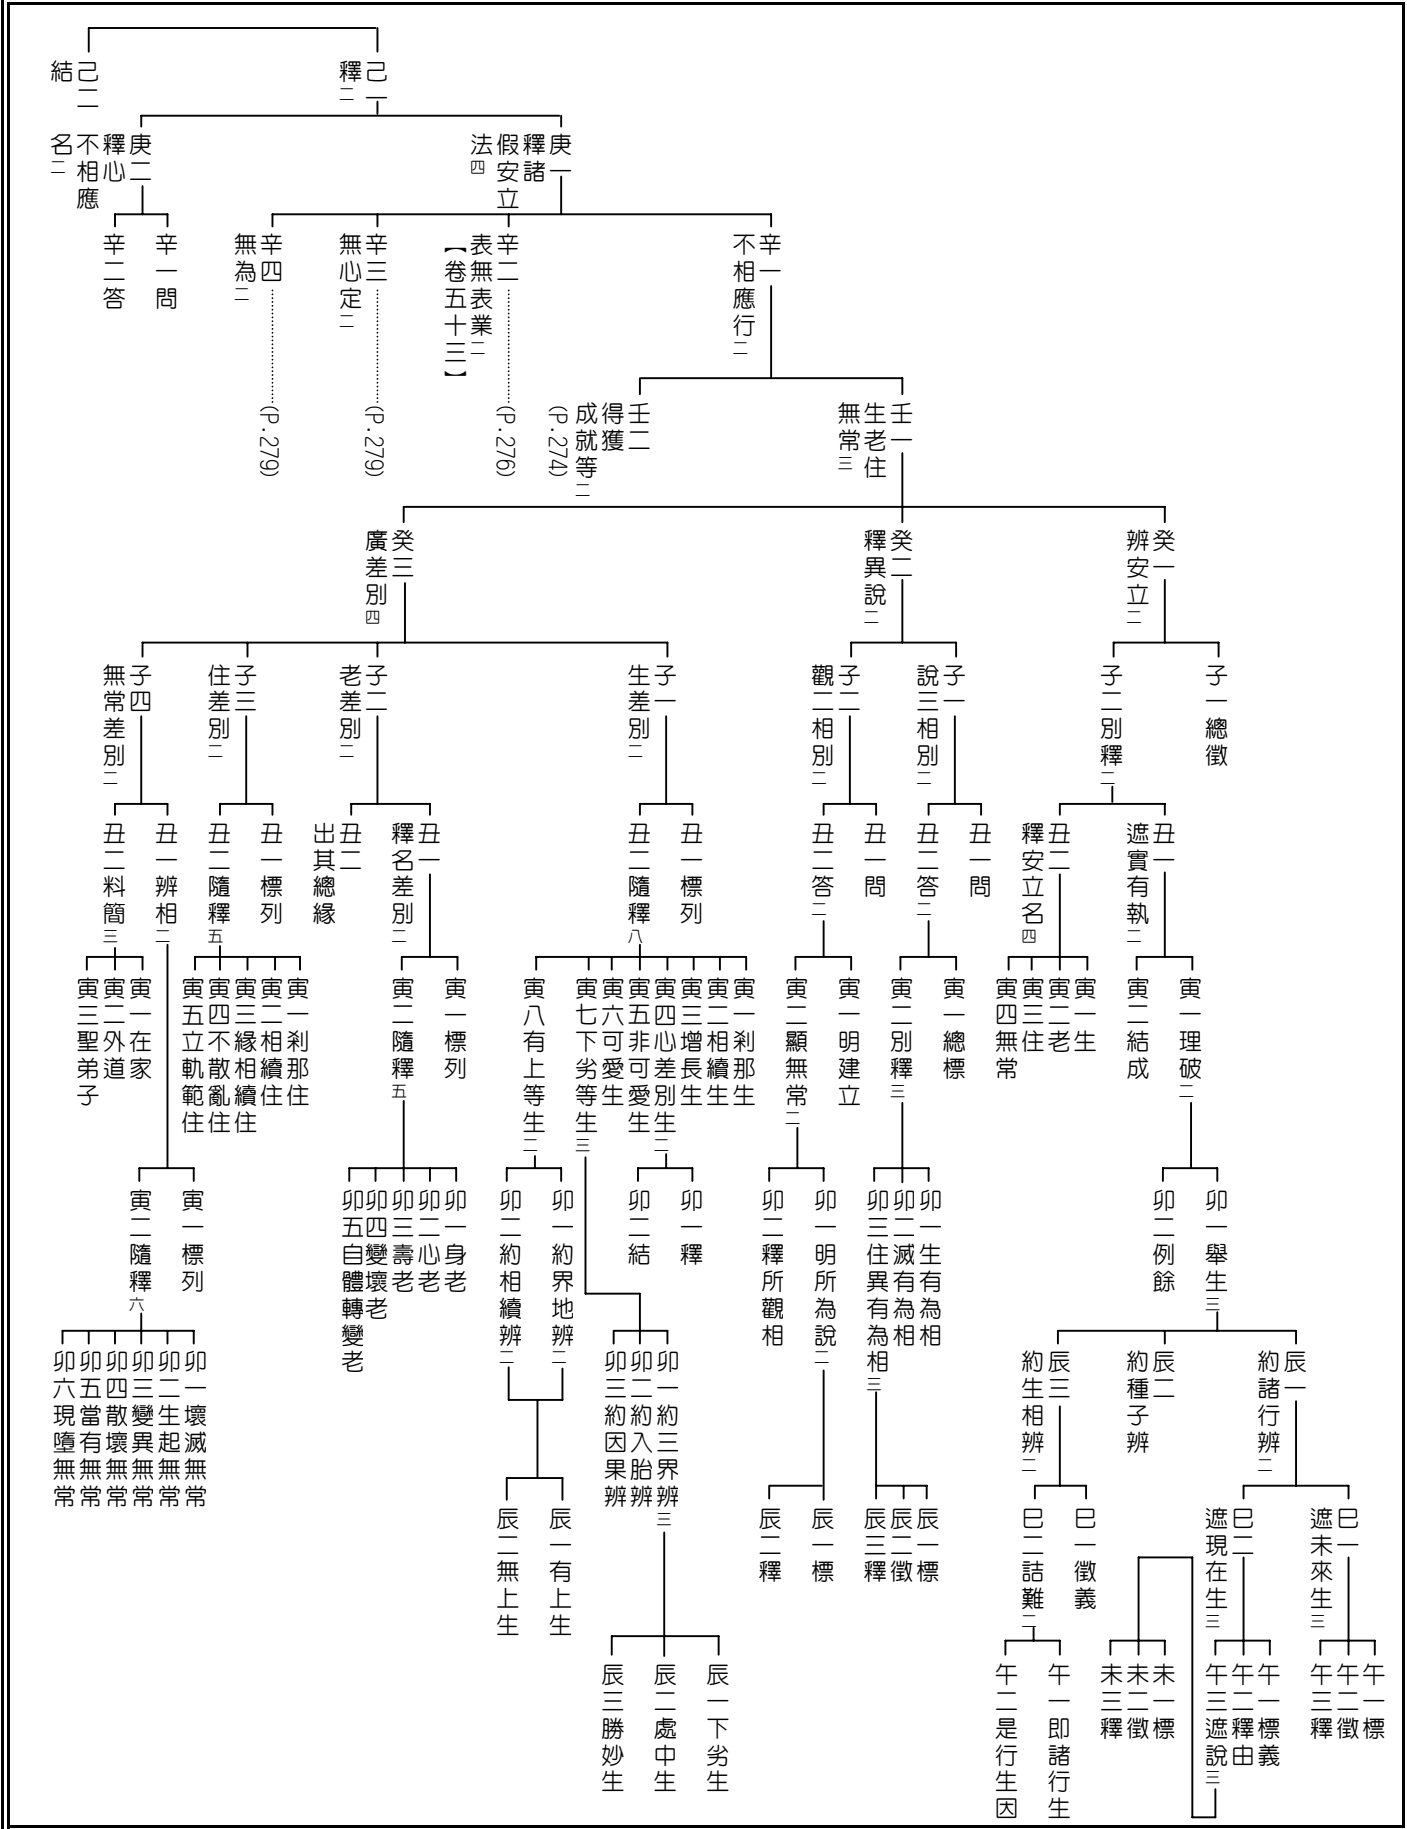 己一釋二
己二結名二
庚一釋諸假安立法四
庚二釋心不相應
辛一不相應行二
辛二表無表業二【卷五十三】(P.276)
辛三無心定二(P.279)
辛四無為二(P.279)
辛一問
辛二答
壬一生老住無常三
壬二得獲成就等二(P.274)
癸一辨安立二
癸二釋異說二
癸三廣差別四
子一總徵
子二別釋二
子一說三相別二
子二觀二相別二
子一生差別二
子二老差別二
子三住差別二
子四無常差別二
丑一遮實有執二
丑二釋安立名四
丑一問
丑二答二
丑一問
丑二答二
丑一標列
丑二隨釋八
丑一釋名差別二
丑二出其總緣
丑一標列
丑二隨釋五
丑一辨相二
丑二料簡三
寅一理破二
寅二結成
寅一生
寅二老
寅三住
寅四無常
寅一總標
寅二別釋三
寅一明建立
寅二顯無常二
寅一剎那生
寅二相續生
寅三增長生
寅四心差別生二
寅五非可愛生
寅六可愛生
寅七下劣等生三
寅八有上等生二
寅一標列
寅二隨釋五
寅一剎那住
寅二相續住
寅三緣相續住
寅四不散亂住
寅五立軌範住
寅一在家
寅二外道
寅三聖弟子
卯一舉生三
卯二例餘
卯一生有為相
卯二滅有為相
卯三住異有為相三
卯一明所為說二
卯二釋所觀相
卯一釋
卯二結
卯一約界地辨二
卯二約相續辨二
卯一身老
卯二心老
卯三壽老
卯四變壞老
卯五自體轉變老
寅一標列
寅二隨釋六
辰一約諸行辨二
辰二約種子辨
辰三約生相辨二
卯一約三界辨三
卯二約入胎辨
卯三約因果辨
卯一壞滅無常
卯二生起無常
卯三變異無常
卯四散壞無常
卯五當有無常
卯六現墮無常
巳一遮未來生三
巳二遮現在生三
巳一徵義
巳二詰難二
辰一標
辰二徵
辰三釋
辰一標
辰二釋
辰一有上生
辰二無上生
午一標
午二徵
午三釋
午一標義
午二釋由
午三遮說三
未一標
未二徵
未三釋
午一即諸行生
午二是行生因
辰一下劣生
辰二處中生
辰三勝妙生